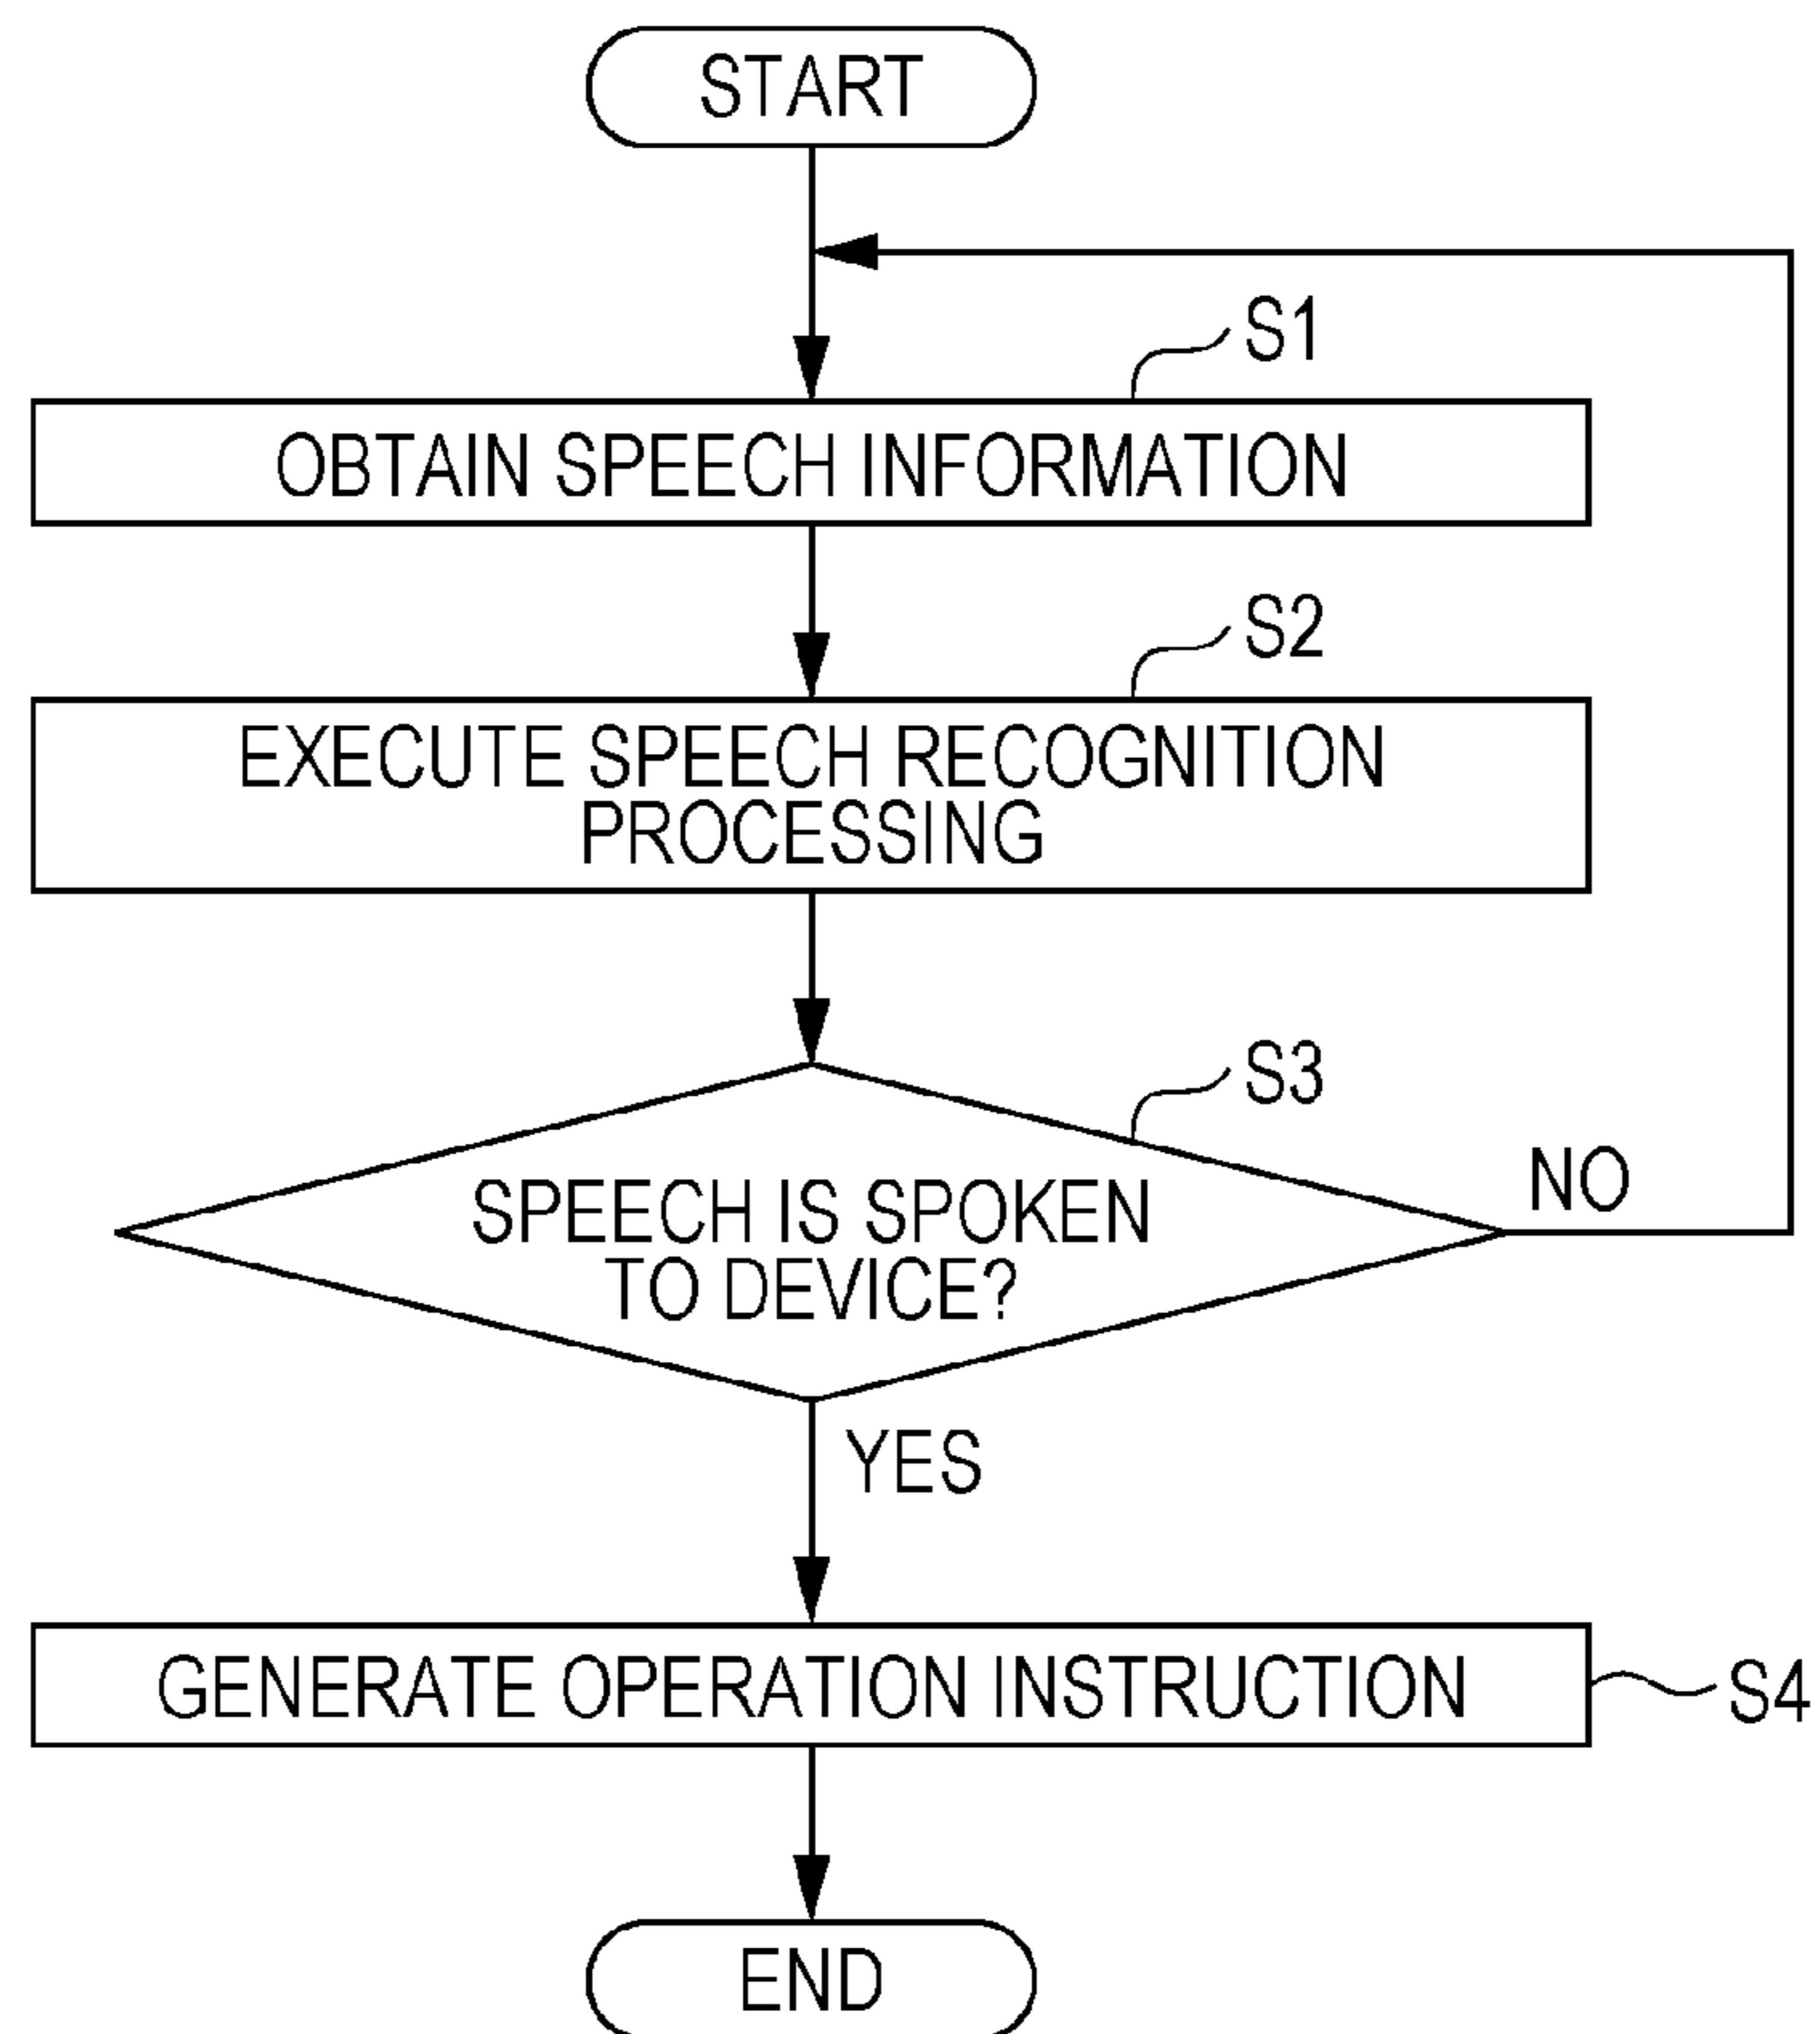 START
S1
OBTAIN SPEECH INFORMATION
S2
EXECUTE SPEECH RECOGNITION
PROCESSING
S3
SPEECH IS SPOKEN
TO DEVICE?
NO
YES
GENERATE OPERATION INSTRUCTION
S4
END